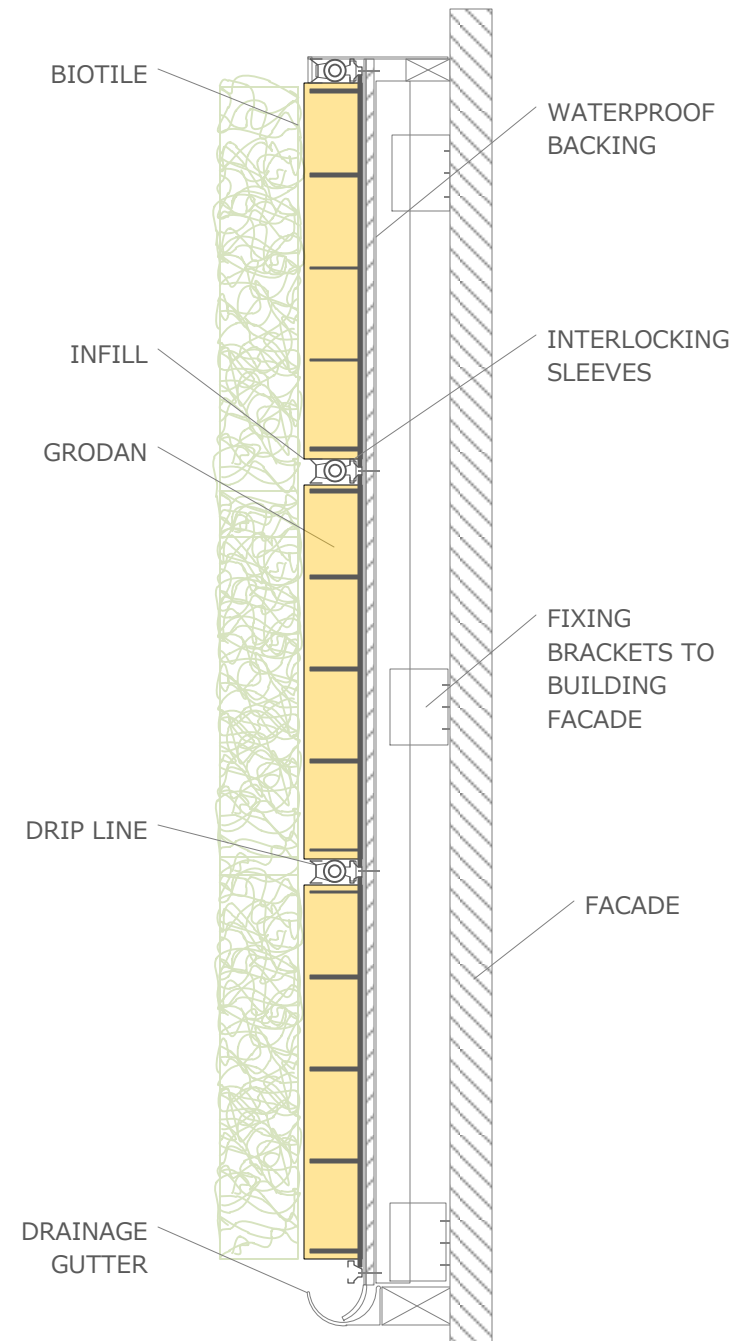 BIOTILE
WATERPROOF
BACKING
INFILL
INTERLOCKING
SLEEVES
GRODAN
FIXING
BRACKETS TO
BUILDING
FACADE
DRIP LINE
FACADE
DRAINAGE
GUTTER